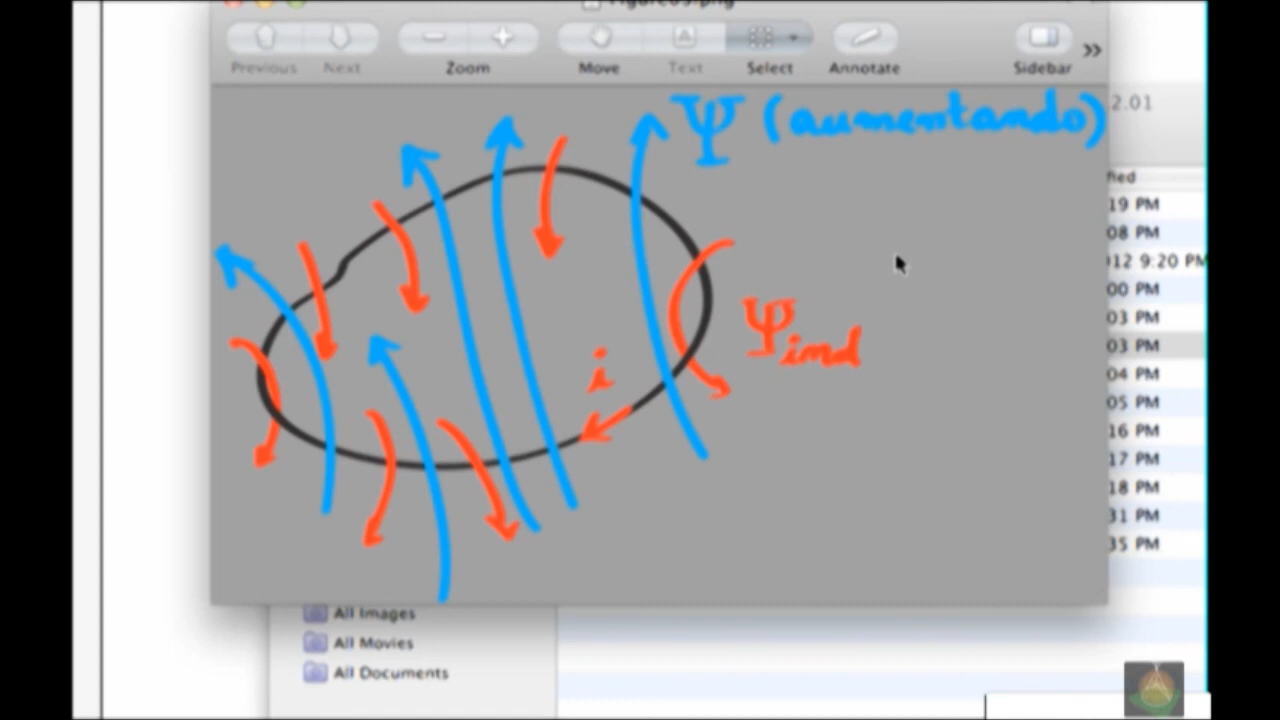 Previous Next Zoom Move Text Select Annotate Sidebar
Ψ (aumentando)
2.01
19 PM
08 PM
012 9:20 PM
00 PM
03 PM
Ψind
03 PM
i
04 PM
05 PM
16 PM
17 PM
18 PM
31 PM
35 PM
All Images
All Movies
All Documents